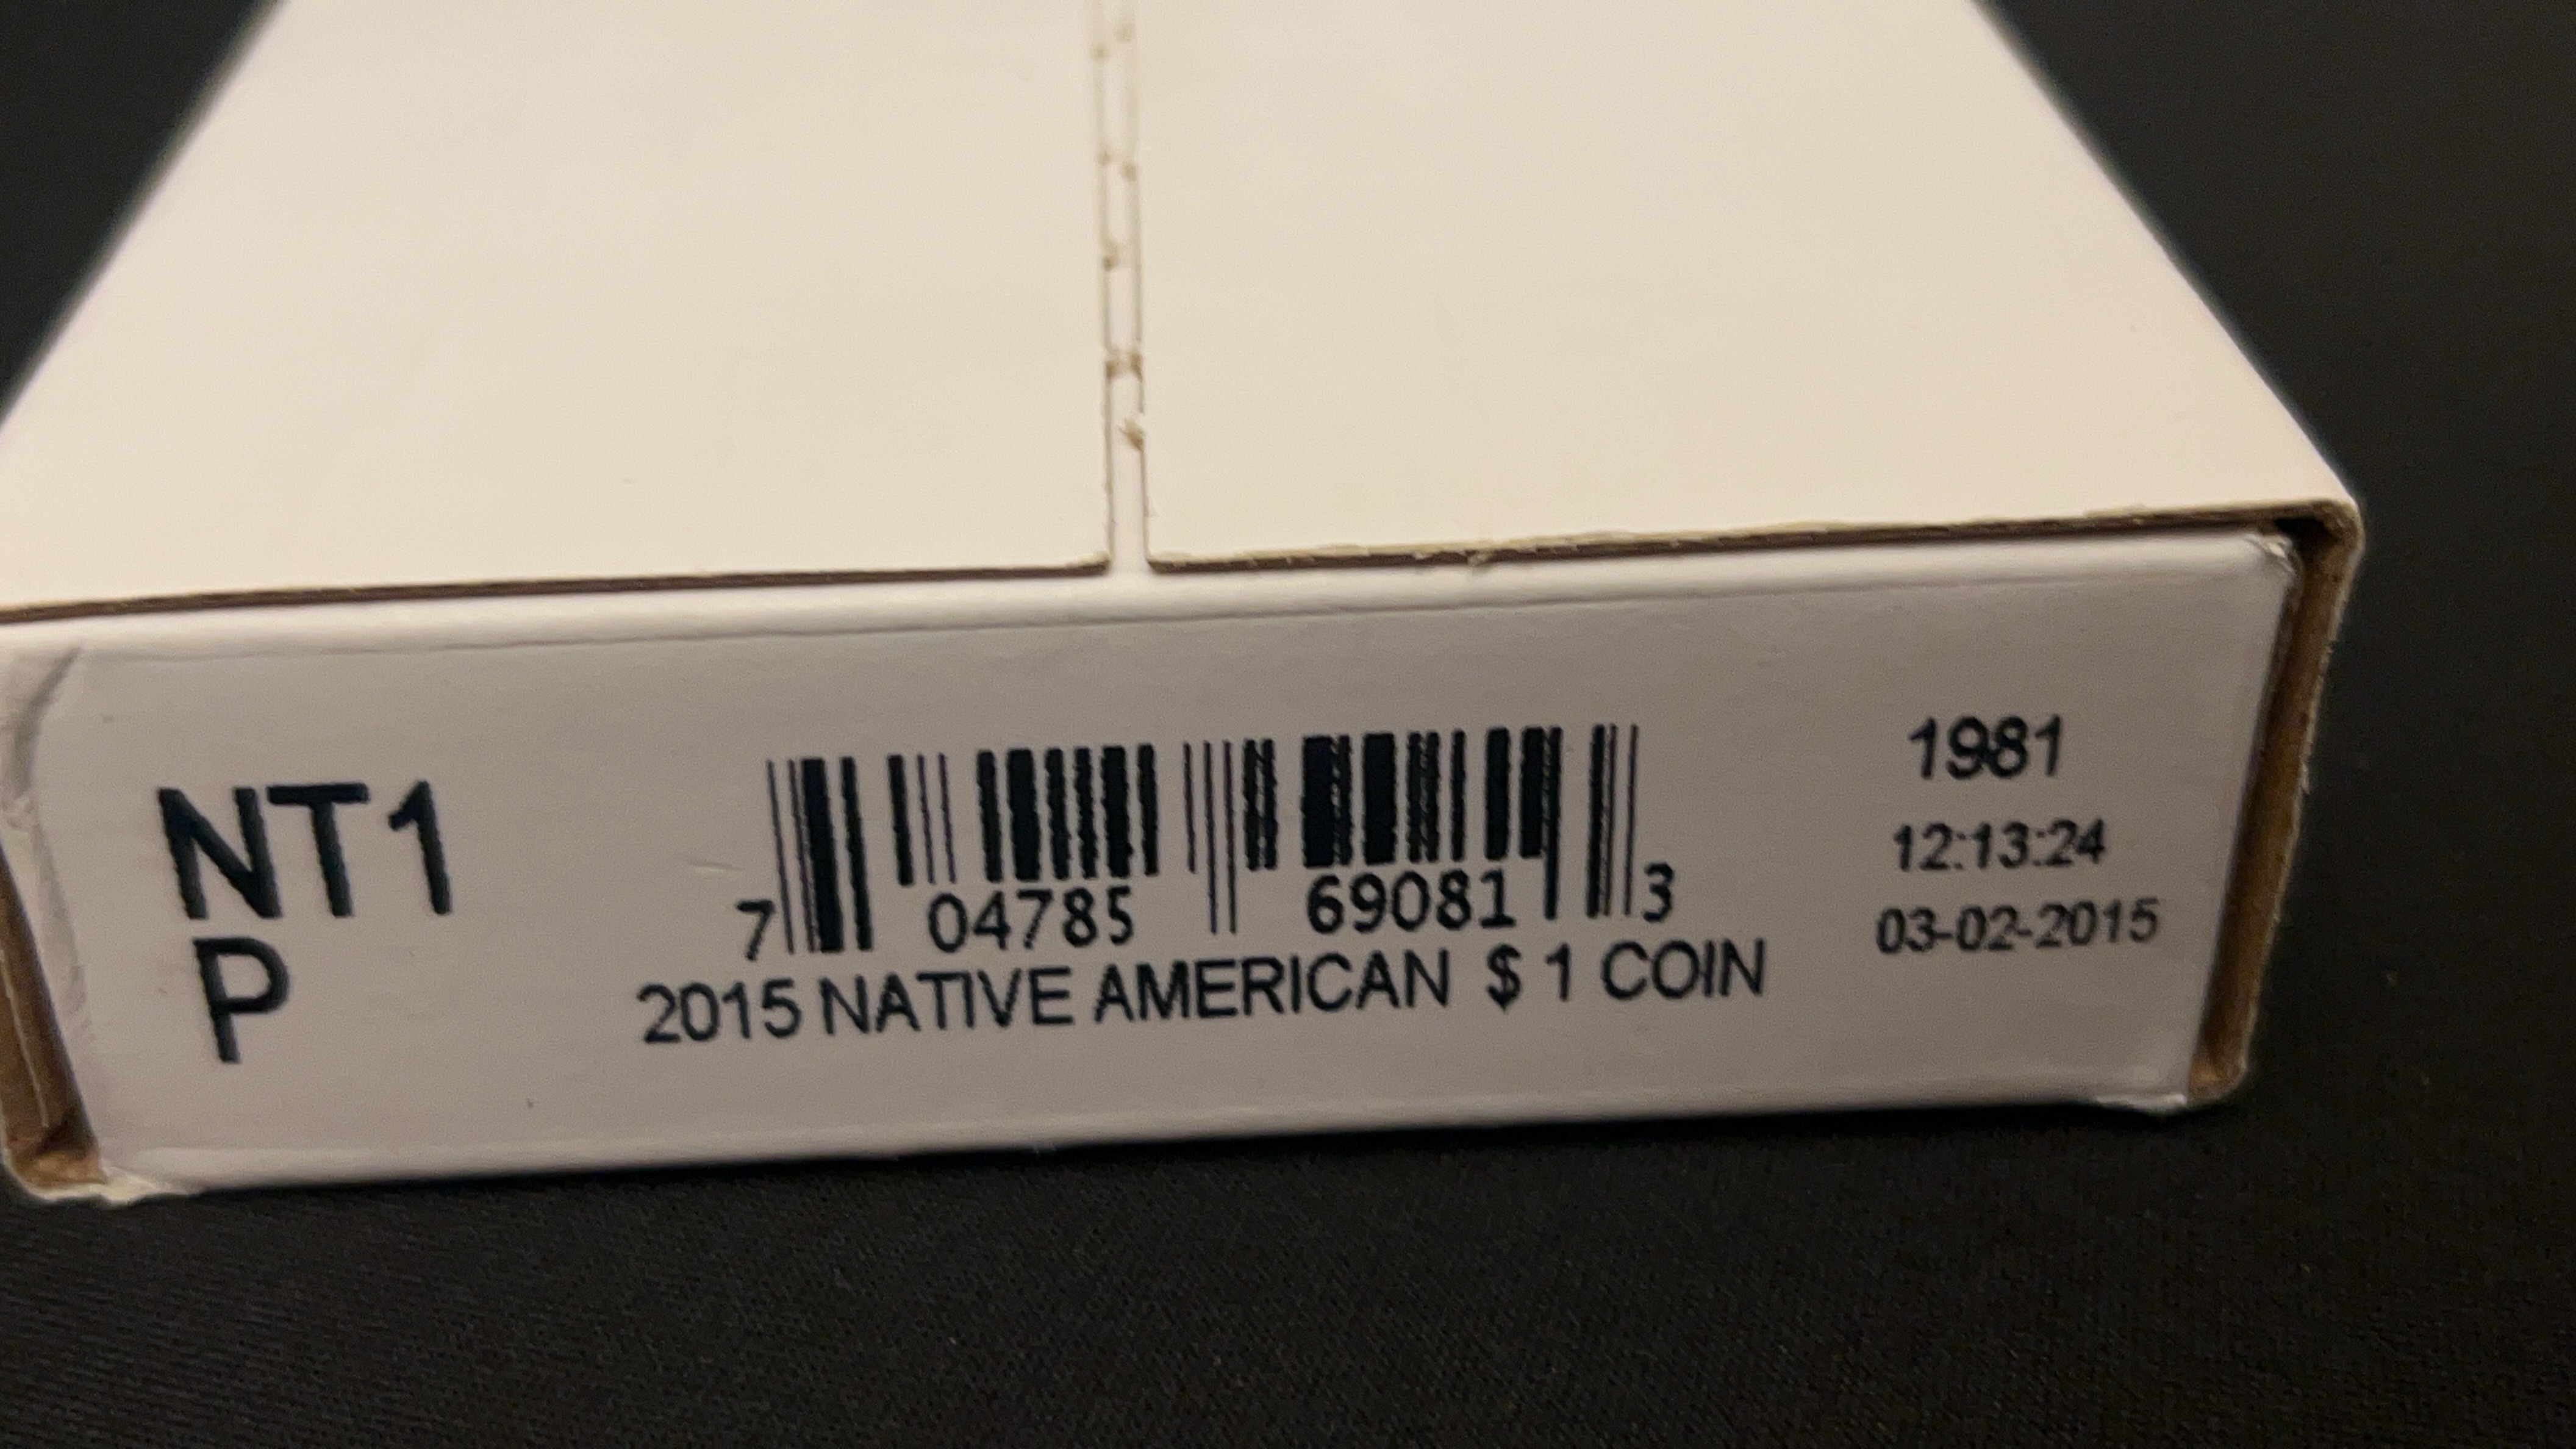 NT1
P
7 04785 69081 3
2015 NATIVE AMERICAN $ 1 COIN
1981
12:13:24
03-02-2015